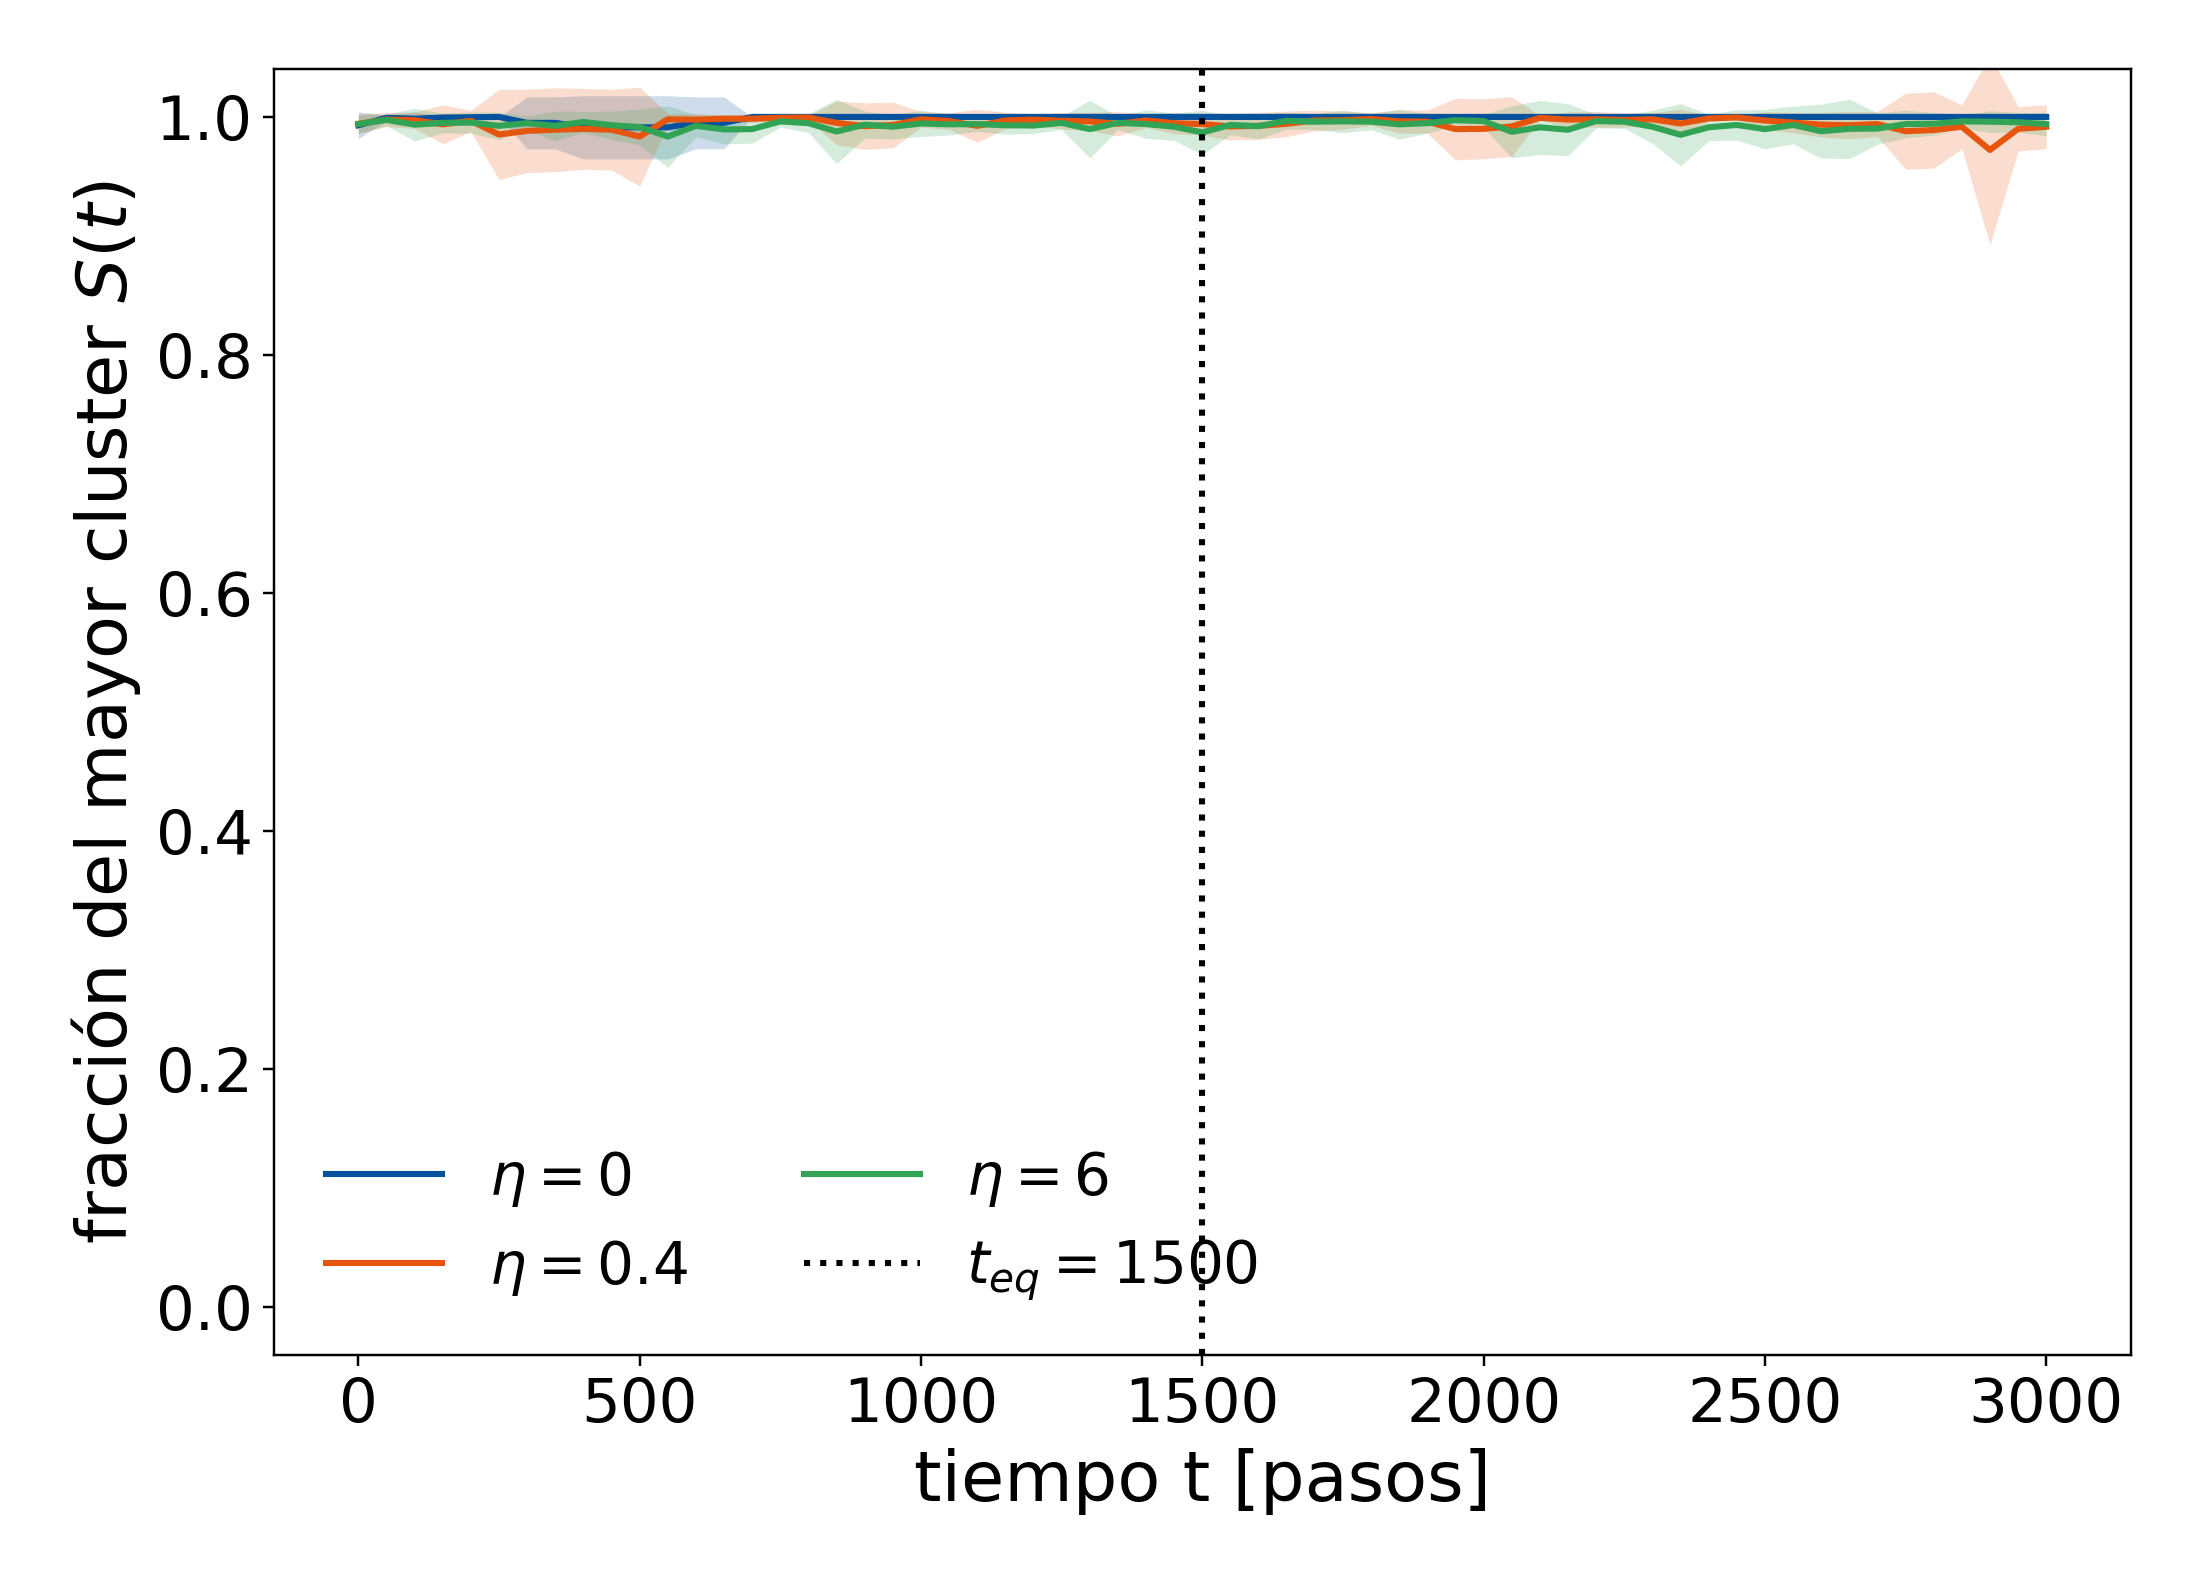 fracción del mayor cluster S(t)
1.0
0.8
0.6
0.4
0.2
0.0
η = 0
η = 0.4
η = 6
t_eq = 1500
0 500 1000 1500 2000 2500 3000
tiempo t [pasos]